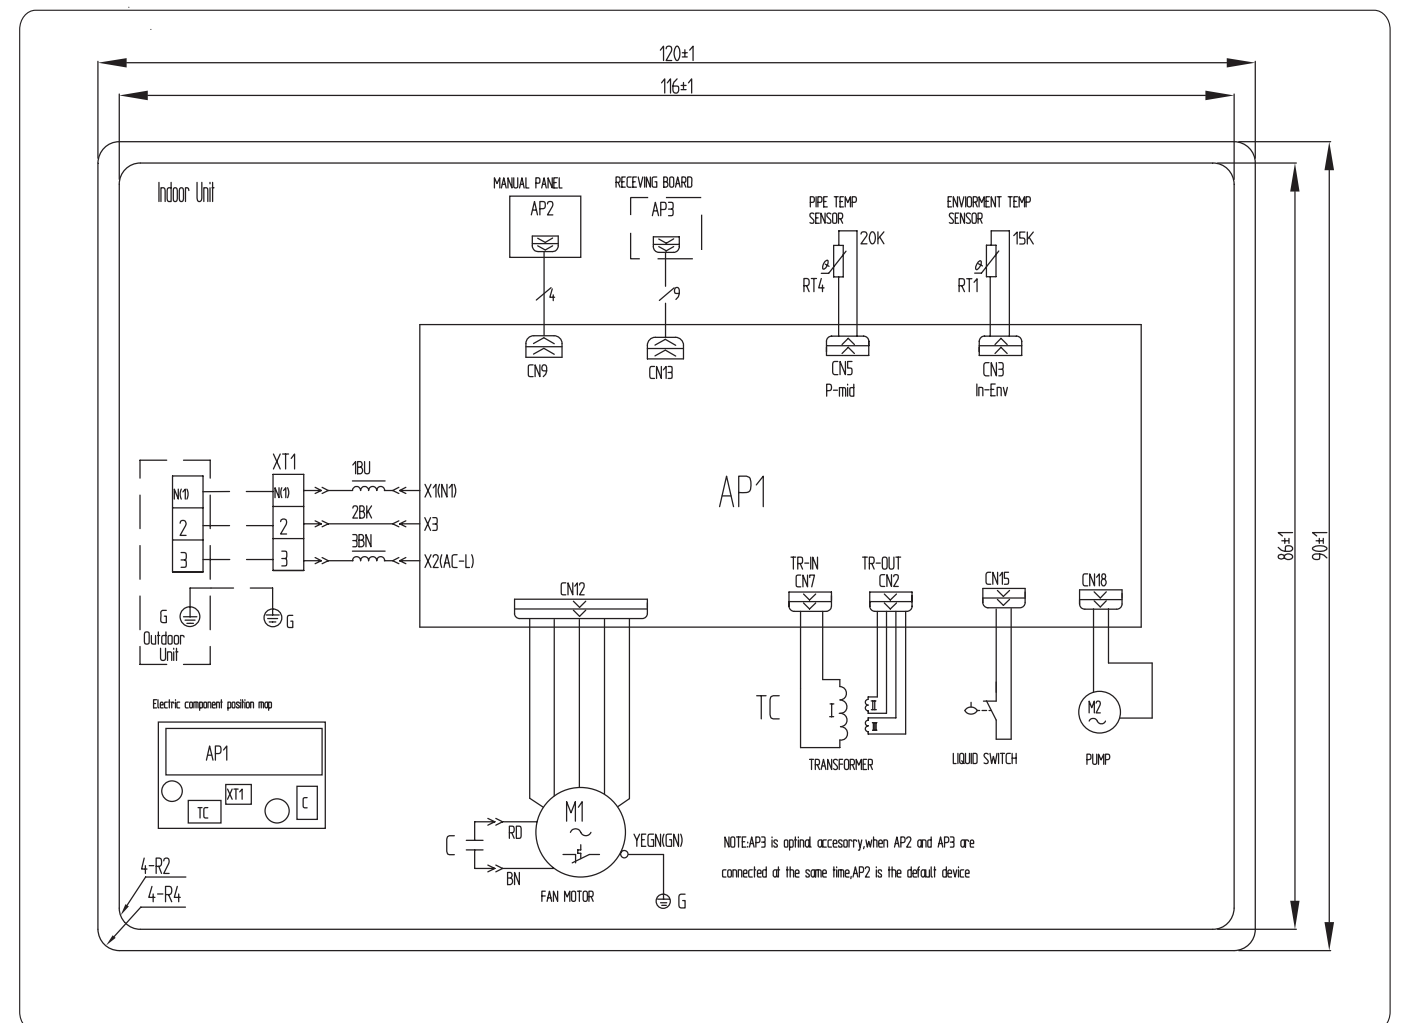 120±1
116±1
Indoor Unit
MANUAL PANEL
RECEVING BOARD
AP2
AP3
PIPE TEMP
SENSOR
ENVIORMENT TEMP
SENSOR
20K
15K
RT4
RT1
4
9
CN9
CN13
CN5
P-mid
CN3
In-Env
XT1
1BU
N(1)
N(1)
X1(N1)
AP1
2BK
2
2
X3
3BN
3
3
X2(AC-L)
86±1
90±1
TR-IN
CN7
TR-OUT
CN2
CN15
CN18
CN12
G
G
Outdoor
Unit
Electric component position map
AP1
XT1
TC
C
TC
I
II
III
M2
TRANSFORMER
LIQUID SWITCH
PUMP
M1
C
RD
BN
YEGN(GN)
FAN MOTOR
G
NOTE:AP3 is optinal accesorry,when AP2 and AP3 are
connected at the same time,AP2 is the default device
4-R2
4-R4